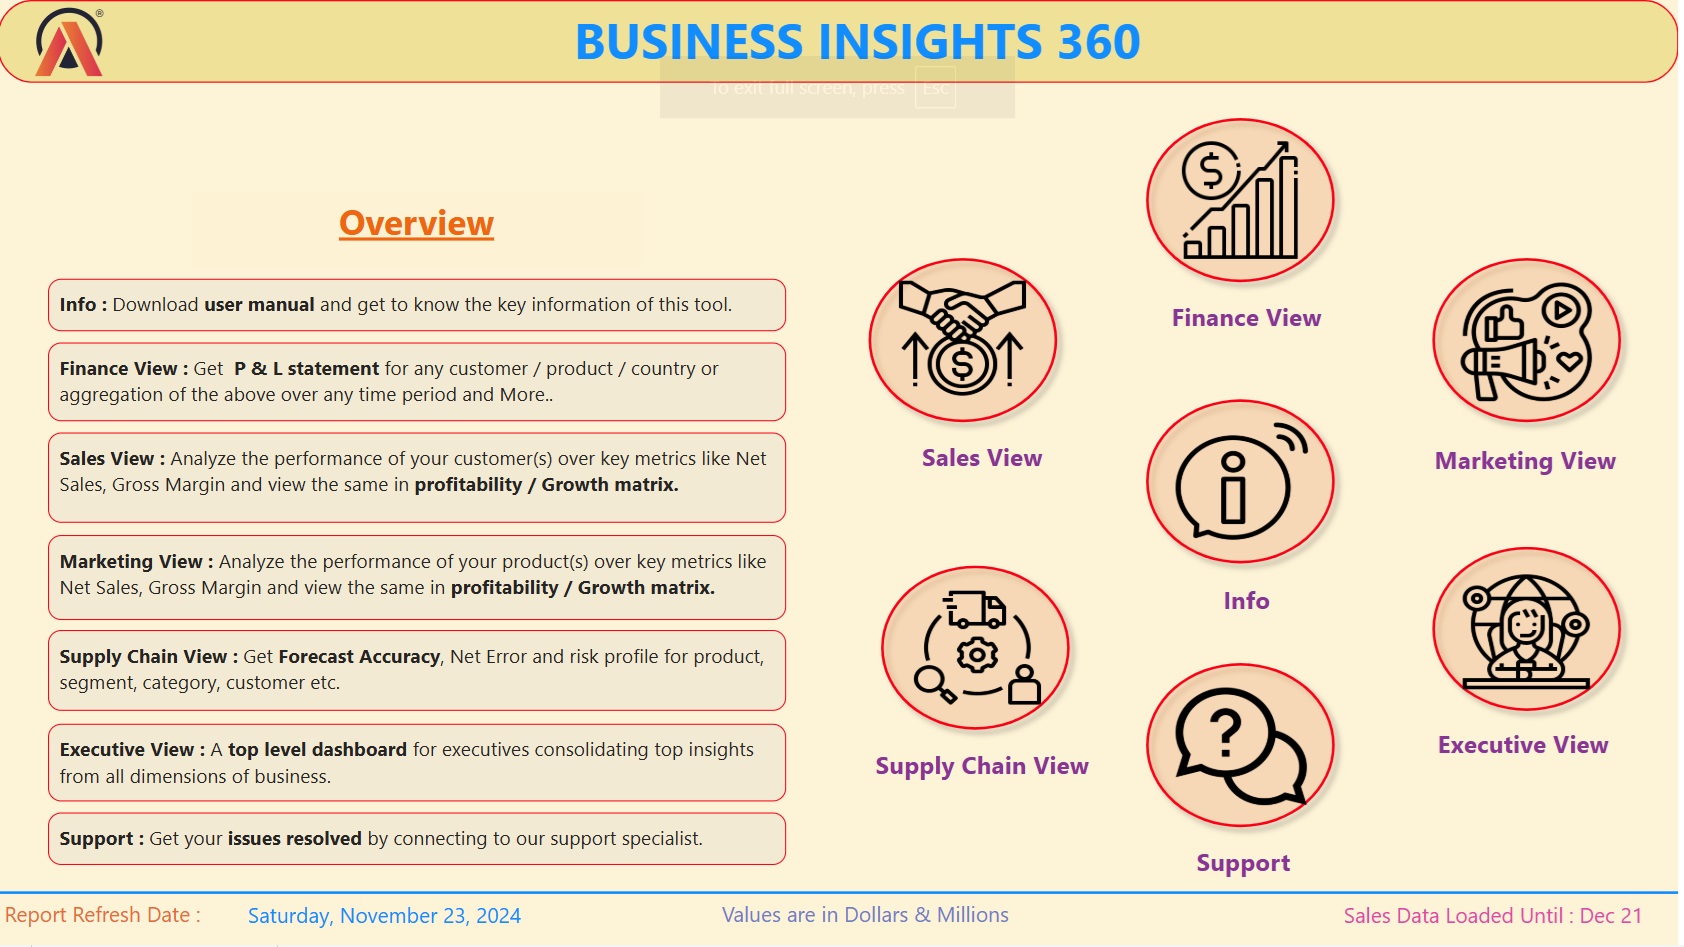 ®
BUSINESS INSIGHTS 360
To exit full screen, press Esc
Overview
Info : Download user manual and get to know the key information of this tool.
Finance View : Get P & L statement for any customer / product / country or
aggregation of the above over any time period and More..
Sales View : Analyze the performance of your customer(s) over key metrics like Net
Sales, Gross Margin and view the same in profitability / Growth matrix.
Marketing View : Analyze the performance of your product(s) over key metrics like
Net Sales, Gross Margin and view the same in profitability / Growth matrix.
Supply Chain View : Get Forecast Accuracy, Net Error and risk profile for product,
segment, category, customer etc.
Executive View : A top level dashboard for executives consolidating top insights
from all dimensions of business.
Support : Get your issues resolved by connecting to our support specialist.
Finance View
Sales View
Marketing View
Info
Supply Chain View
Executive View
Support
Report Refresh Date : Saturday, November 23, 2024
Values are in Dollars & Millions
Sales Data Loaded Until : Dec 21